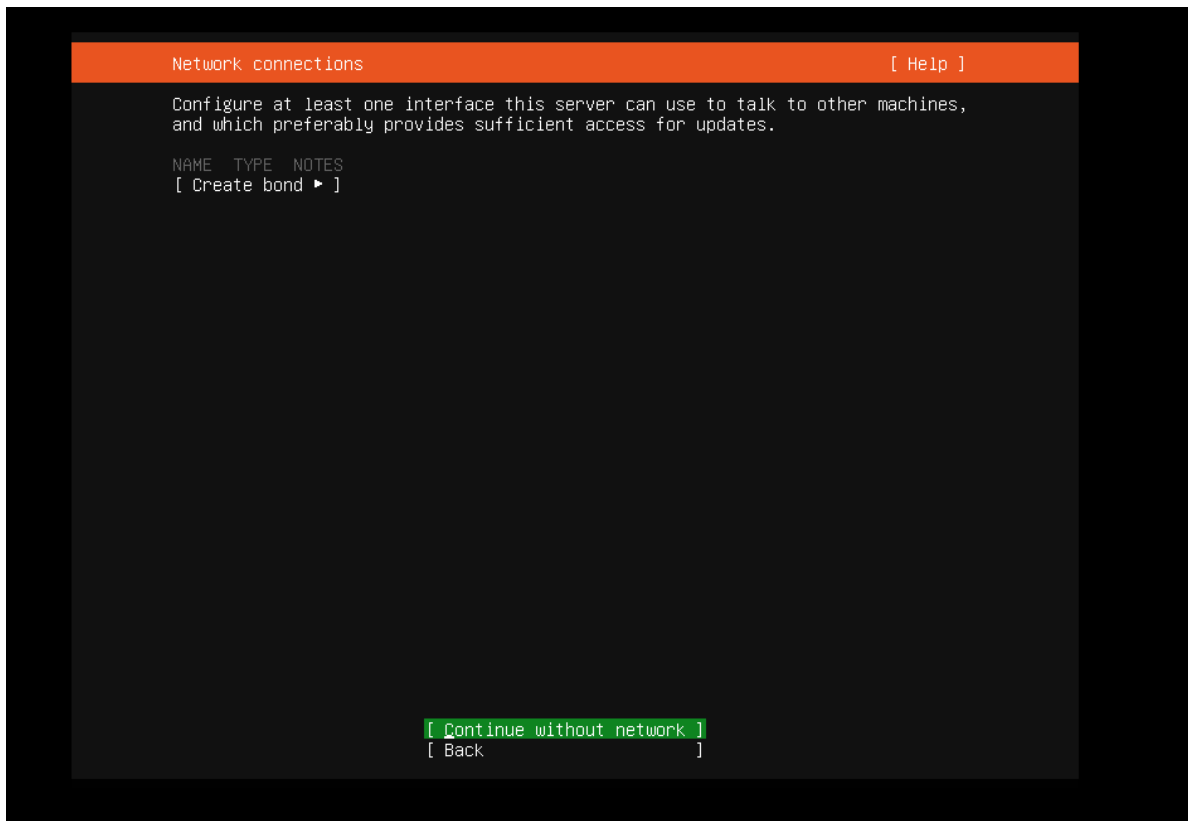 Network connections [ Help ]
Configure at least one interface this server can use to talk to other machines,
and which preferably provides sufficient access for updates.
NAME TYPE NOTES
[ Create bond ▸ ]
[ Continue without network ]
[ Back ]